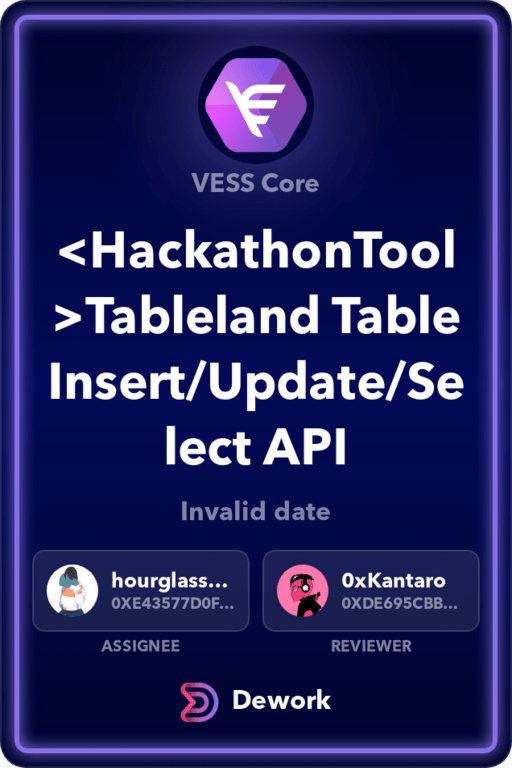 VESS Core
<HackathonTool
>Tableland Table
Insert/Update/Se
lect API
Invalid date
hourglass...
0XE43577D0F...
ASSIGNEE
0xKantaro
0XDE695CBB...
REVIEWER
Dework